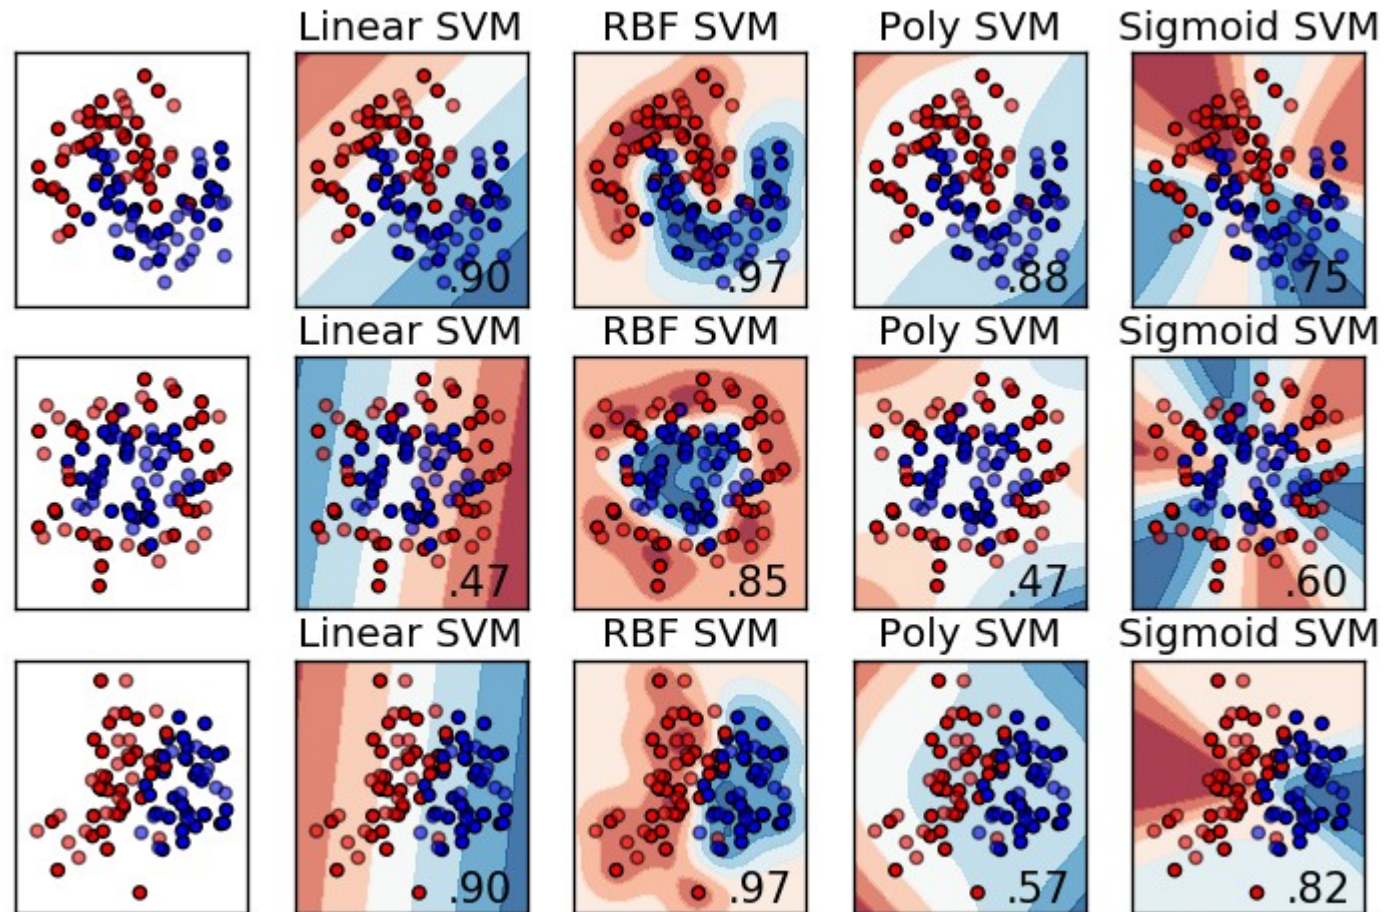 Linear SVM RBF SVM Poly SVM Sigmoid SVM
.90 .97 .88 .75
Linear SVM RBF SVM Poly SVM Sigmoid SVM
.47 .85 .47 .60
Linear SVM RBF SVM Poly SVM Sigmoid SVM
.90 .97 .57 .82